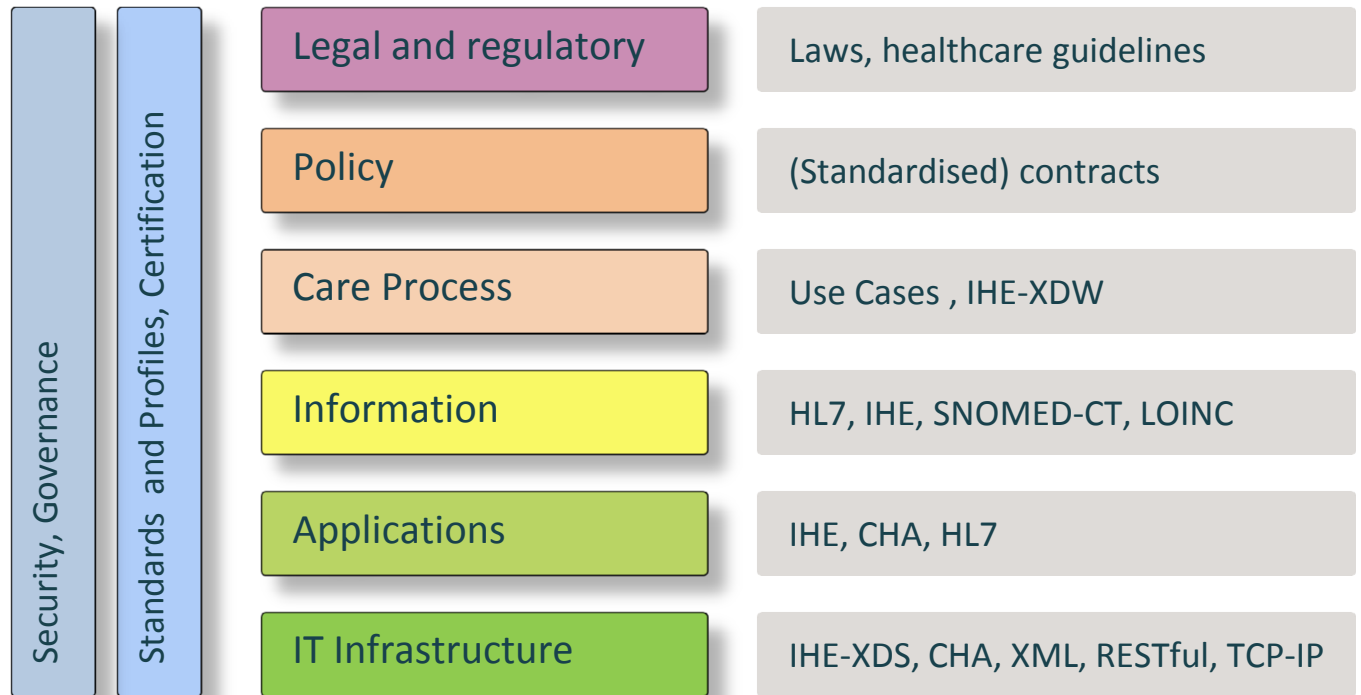 Security, Governance
Standards and Profiles, Certification
Legal and regulatory
Laws, healthcare guidelines
Policy
(Standardised) contracts
Care Process
Use Cases , IHE-XDW
Information
HL7, IHE, SNOMED-CT, LOINC
Applications
IHE, CHA, HL7
IT Infrastructure
IHE-XDS, CHA, XML, RESTful, TCP-IP